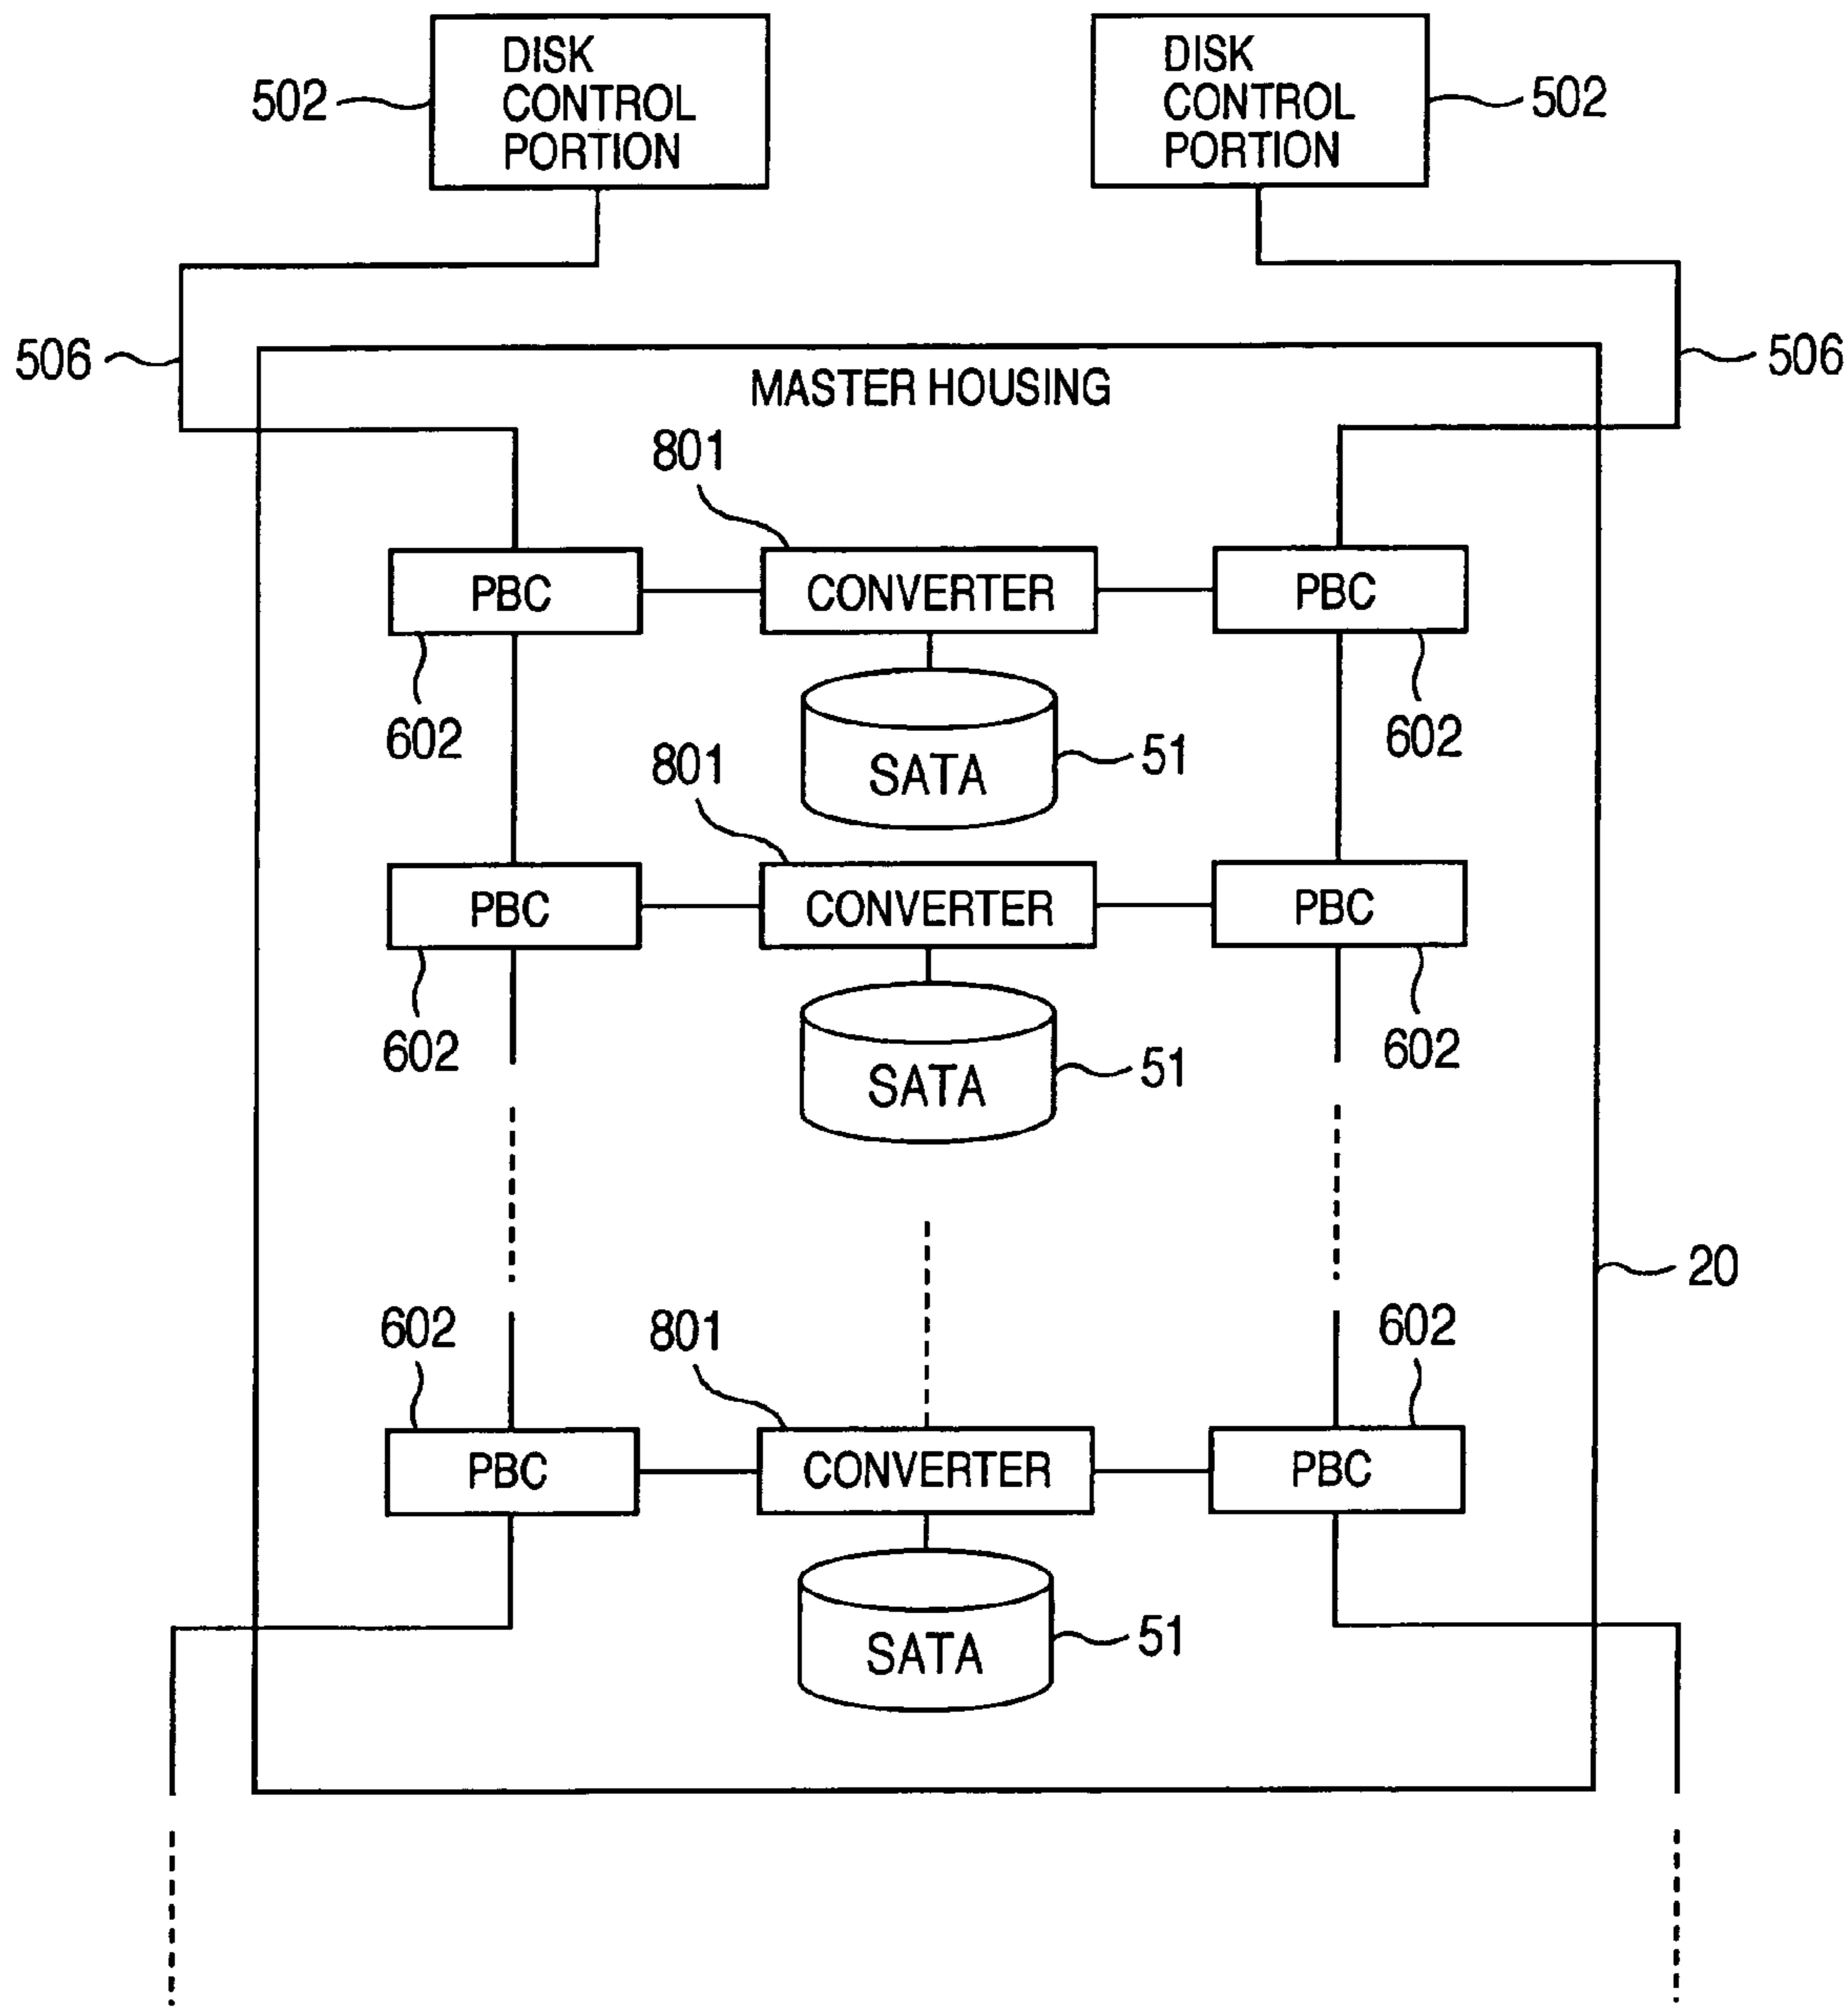 DISK
CONTROL
PORTION
502
DISK
CONTROL
PORTION
502
506
506
MASTER HOUSING
801
PBC
CONVERTER
PBC
602
602
SATA
51
801
PBC
CONVERTER
PBC
602
602
SATA
51
20
602
801
602
PBC
CONVERTER
PBC
SATA
51